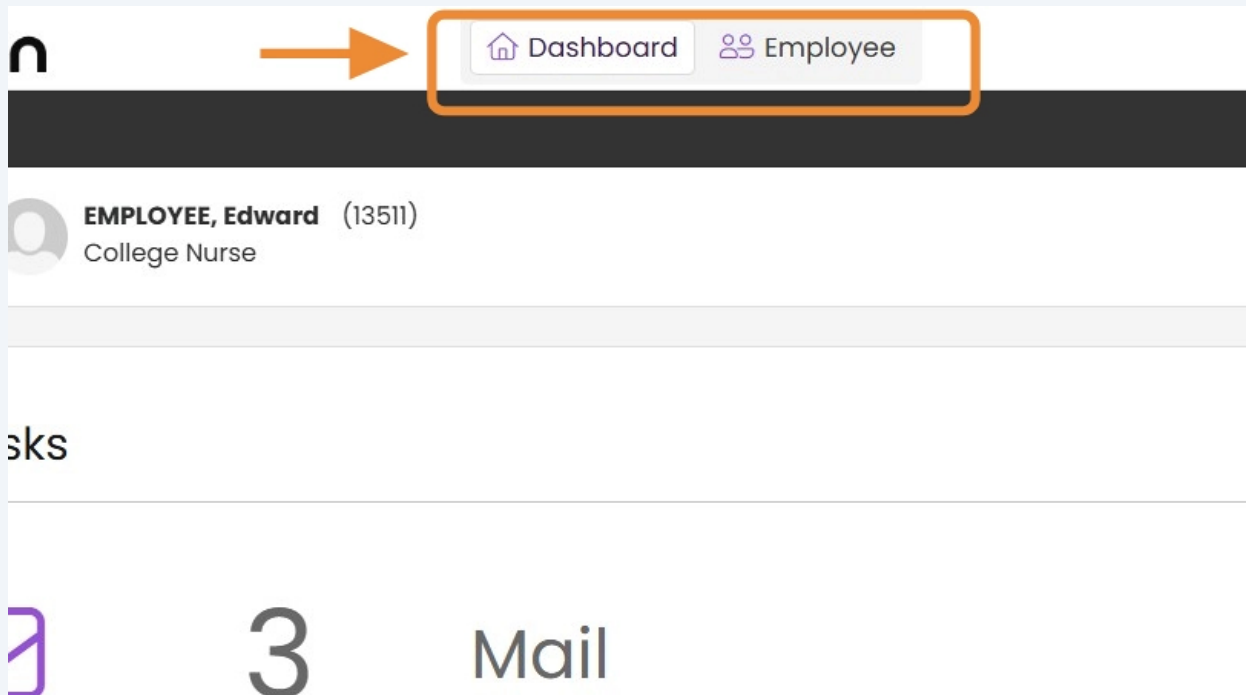 n
Dashboard Employee
EMPLOYEE, Edward (13511)
College Nurse
sks
3 Mail